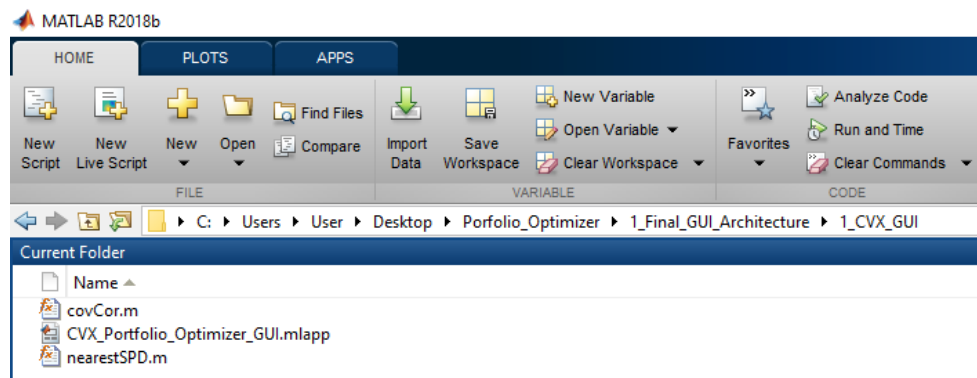 MATLAB R2018b
HOME PLOTS APPS
New Script
New Live Script
New
Open
Find Files
Compare
Import Data
Save Workspace
New Variable
Open Variable
Clear Workspace
Favorites
Analyze Code
Run and Time
Clear Commands
FILE VARIABLE CODE
C: Users User Desktop Porfolio_Optimizer 1_Final_GUI_Architecture 1_CVX_GUI
Current Folder
Name
covCor.m
CVX_Portfolio_Optimizer_GUI.mlapp
nearestSPD.m